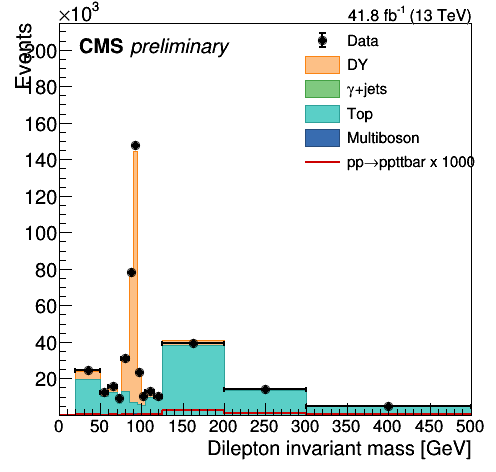 ×10³
41.8 fb⁻¹ (13 TeV)
Events
CMS preliminary
Data
DY
γ+jets
Top
Multiboson
pp→ppttbar x 1000
200
180
160
140
120
100
80
60
40
20
0 50 100 150 200 250 300 350 400 450 500
Dilepton invariant mass [GeV]